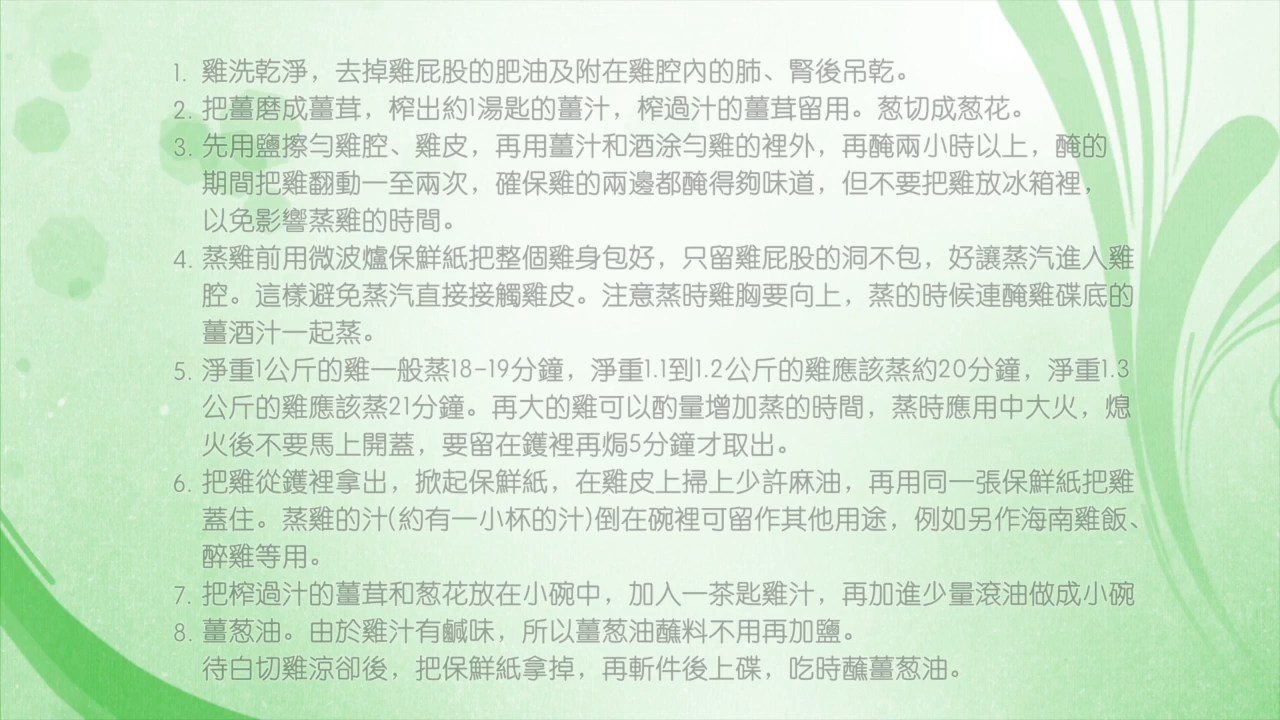 1. 雞洗乾淨，去掉雞屁股的肥油及附在雞腔內的肺、腎後吊乾。
2. 把薑磨成薑茸，榨出約1湯匙的薑汁，榨過汁的薑茸留用。葱切成葱花。
3. 先用鹽擦勻雞腔、雞皮，再用薑汁和酒涂勻雞的裡外，再醃兩小時以上，醃的
期間把雞翻動一至兩次，確保雞的兩邊都醃得夠味道，但不要把雞放冰箱裡，
以免影響蒸雞的時間。
4. 蒸雞前用微波爐保鮮紙把整個雞身包好，只留雞屁股的洞不包，好讓蒸汽進入雞
腔。這樣避免蒸汽直接接觸雞皮。注意蒸時雞胸要向上，蒸的時候連醃雞碟底的
薑酒汁一起蒸。
5. 淨重1公斤的雞一般蒸18-19分鐘，淨重1.1到1.2公斤的雞應該蒸約20分鐘，淨重1.3
公斤的雞應該蒸21分鐘。再大的雞可以酌量增加蒸的時間，蒸時應用中大火，熄
火後不要馬上開蓋，要留在鑊裡再焗5分鐘才取出。
6. 把雞從鑊裡拿出，掀起保鮮紙，在雞皮上掃上少許麻油，再用同一張保鮮紙把雞
蓋住。蒸雞的汁(約有一小杯的汁)倒在碗裡可留作其他用途，例如另作海南雞飯、
醉雞等用。
7. 把榨過汁的薑茸和葱花放在小碗中，加入一茶匙雞汁，再加進少量滾油做成小碗
8. 薑葱油。由於雞汁有鹹味，所以薑葱油蘸料不用再加鹽。
待白切雞涼卻後，把保鮮紙拿掉，再斬件後上碟，吃時蘸薑葱油。